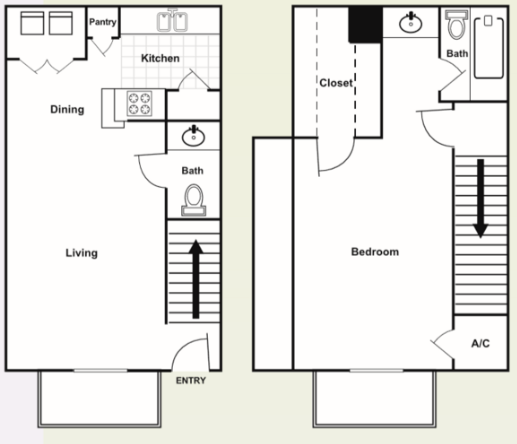 Pantry
Kitchen
Dining
Bath
Living
ENTRY
Bath
Closet
Bedroom
A/C